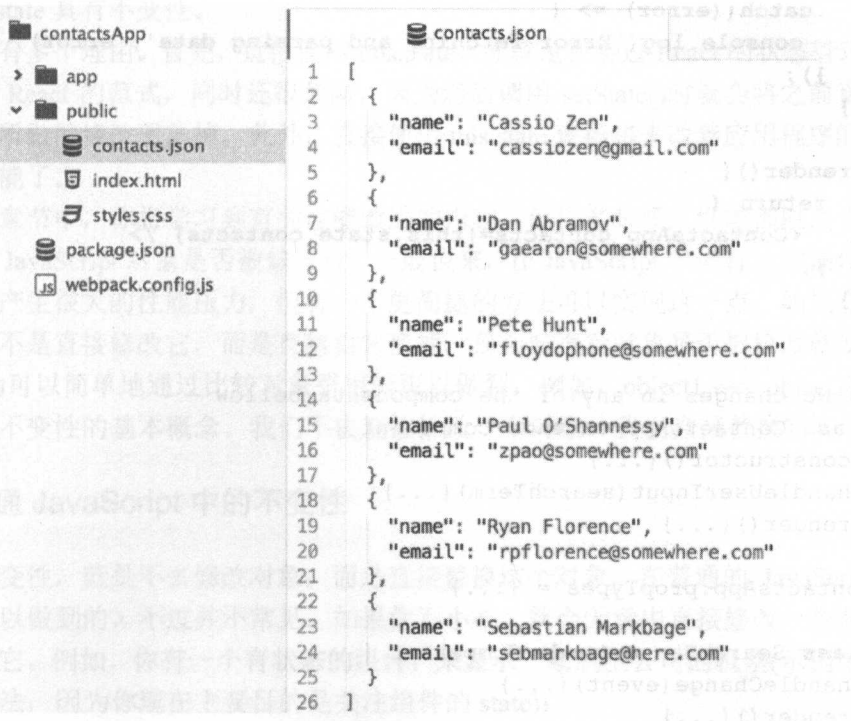 contactsApp
> app
public
contacts.json
index.html
styles.css
package.json
webpack.config.js
contacts.json
1 [
2 {
3 "name": "Cassio Zen",
4 "email": "cassiozen@gmail.com"
5 },
6 {
7 "name": "Dan Abramov",
8 "email": "gaearon@somewhere.com"
9 },
10 {
11 "name": "Pete Hunt",
12 "email": "floydophone@somewhere.com"
13 },
14 {
15 "name": "Paul O'Shannessy",
16 "email": "zpao@somewhere.com"
17 },
18 {
19 "name": "Ryan Florence",
20 "email": "rpflorence@somewhere.com"
21 },
22 {
23 "name": "Sebastian Markbage",
24 "email": "sebmarkbage@here.com"
25 }
26 ]